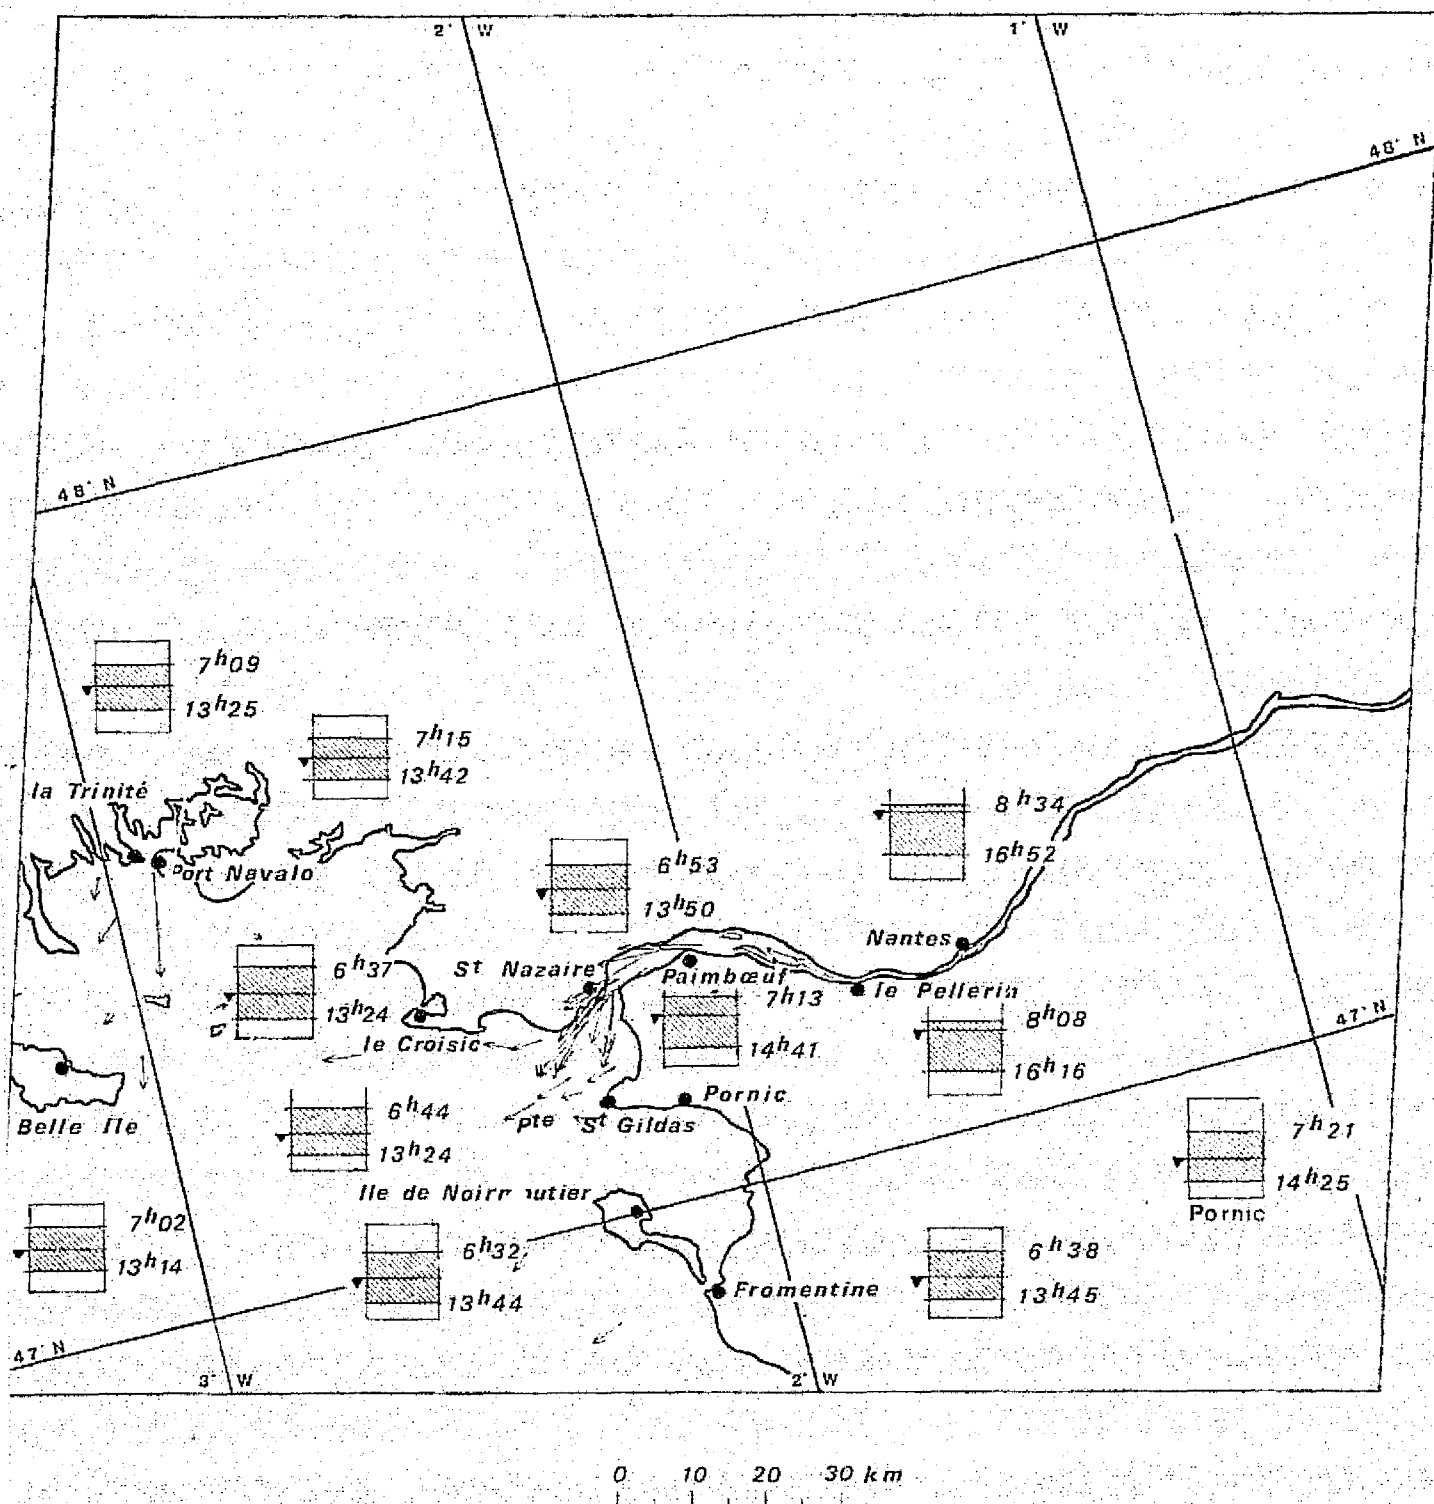 2° W
1° W
48° N
48° N
7h09
13h25
7h15
13h42
la Trinité
8h34
16h52
6h53
13h50
Port Navalo
Nantes
6h37
St Nazaire
Paimbœuf
7h13
le Pellerin
13h24
le Croisic
14h41
8h08
47° N
16h16
Belle Ile
6h44
Pte St Gildas
Pornic
13h24
7h21
14h25
Pornic
Ile de Noirmoutier
7h02
13h14
6h32
13h44
Fromentine
6h38
13h45
47° N
3° W
2° W
0 10 20 30 km